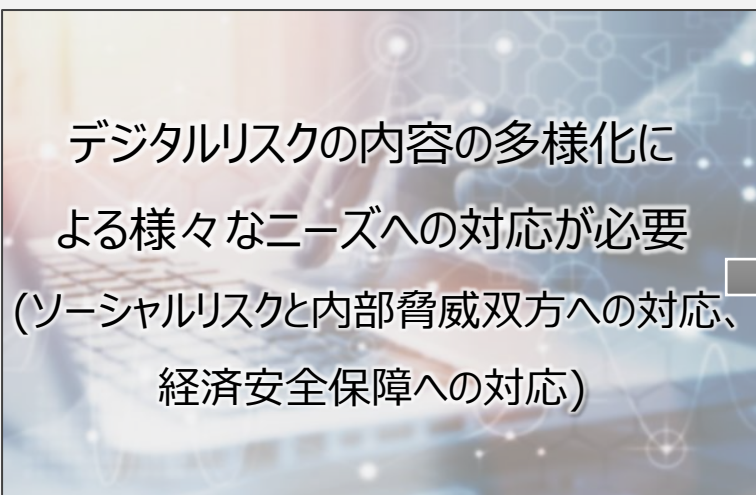 デジタルリスクの内容の多様化に
よる様々なニーズへの対応が必要
(ソーシャルリスクと内部脅威双方への対応、
経済安全保障への対応)